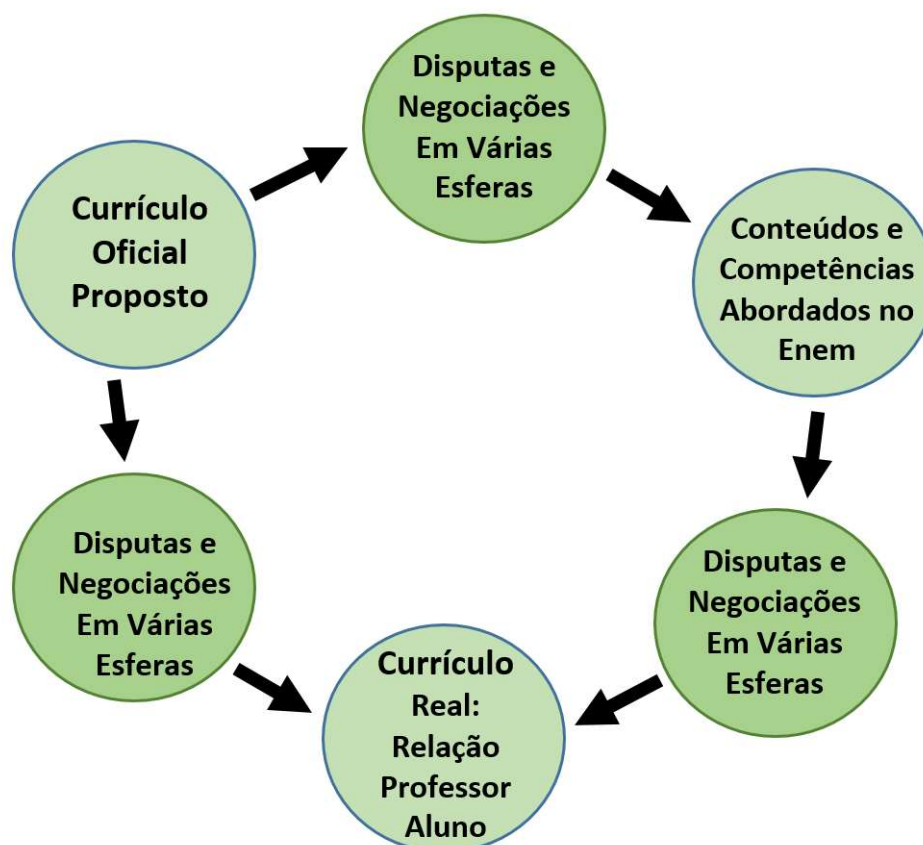 Disputas e
Negociações
Em Várias
Esferas
Currículo
Oficial
Proposto
Conteúdos e
Competências
Abordados no
Enem
Disputas e
Negociações
Em Várias
Esferas
Disputas e
Negociações
Em Várias
Esferas
Currículo
Real:
Relação
Professor
Aluno